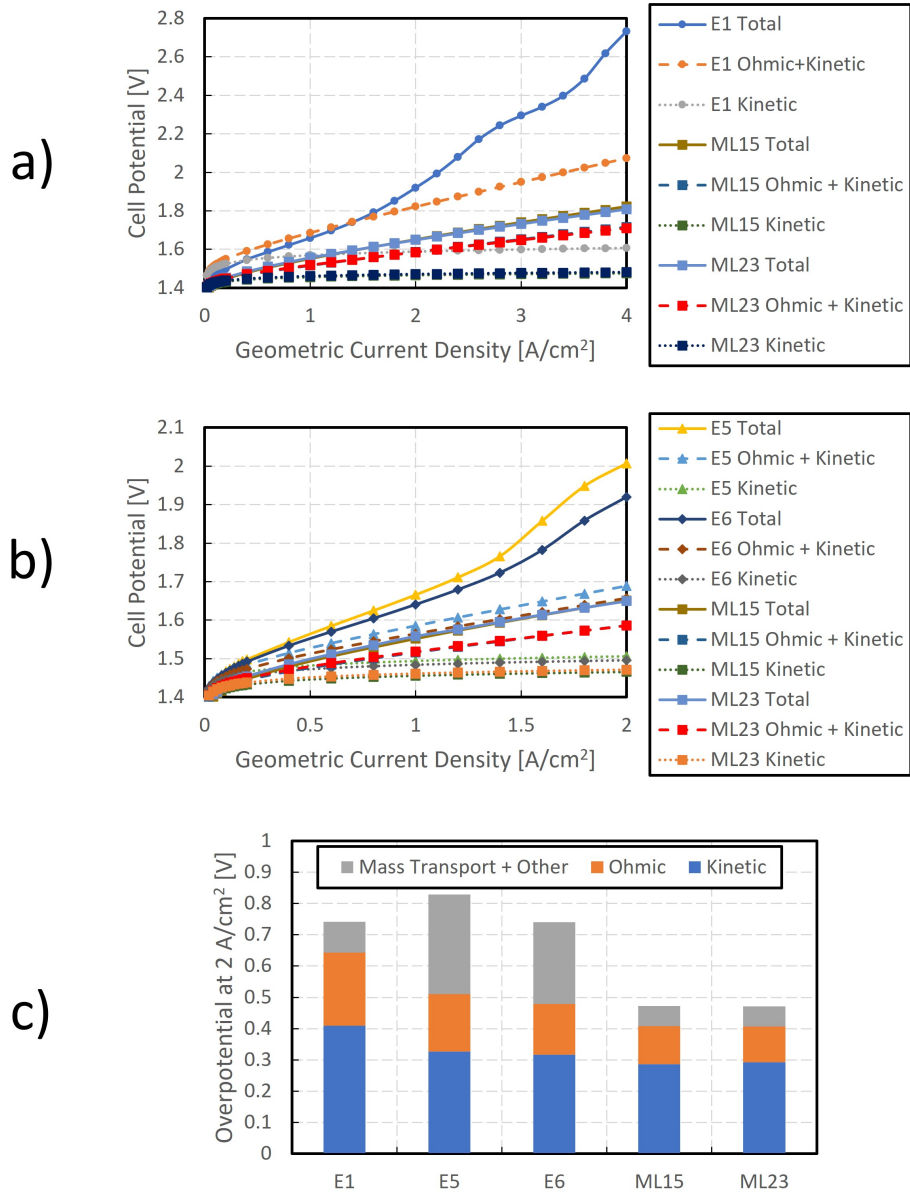 a)
Cell Potential [V]
2.8
2.6
2.4
2.2
2
1.8
1.6
1.4
0
1
2
3
4
Geometric Current Density [A/cm²]
E1 Total
E1 Ohmic+Kinetic
E1 Kinetic
ML15 Total
ML15 Ohmic + Kinetic
ML15 Kinetic
ML23 Total
ML23 Ohmic + Kinetic
ML23 Kinetic
b)
Cell Potential [V]
2.1
2
1.9
1.8
1.7
1.6
1.5
1.4
0
0.5
1
1.5
2
Geometric Current Density [A/cm²]
E5 Total
E5 Ohmic + Kinetic
E5 Kinetic
E6 Total
E6 Ohmic + Kinetic
E6 Kinetic
ML15 Total
ML15 Ohmic + Kinetic
ML15 Kinetic
ML23 Total
ML23 Ohmic + Kinetic
ML23 Kinetic
c)
Overpotential at 2 A/cm² [V]
1
0.9
0.8
0.7
0.6
0.5
0.4
0.3
0.2
0.1
0
Mass Transport + Other
Ohmic
Kinetic
E1
E5
E6
ML15
ML23